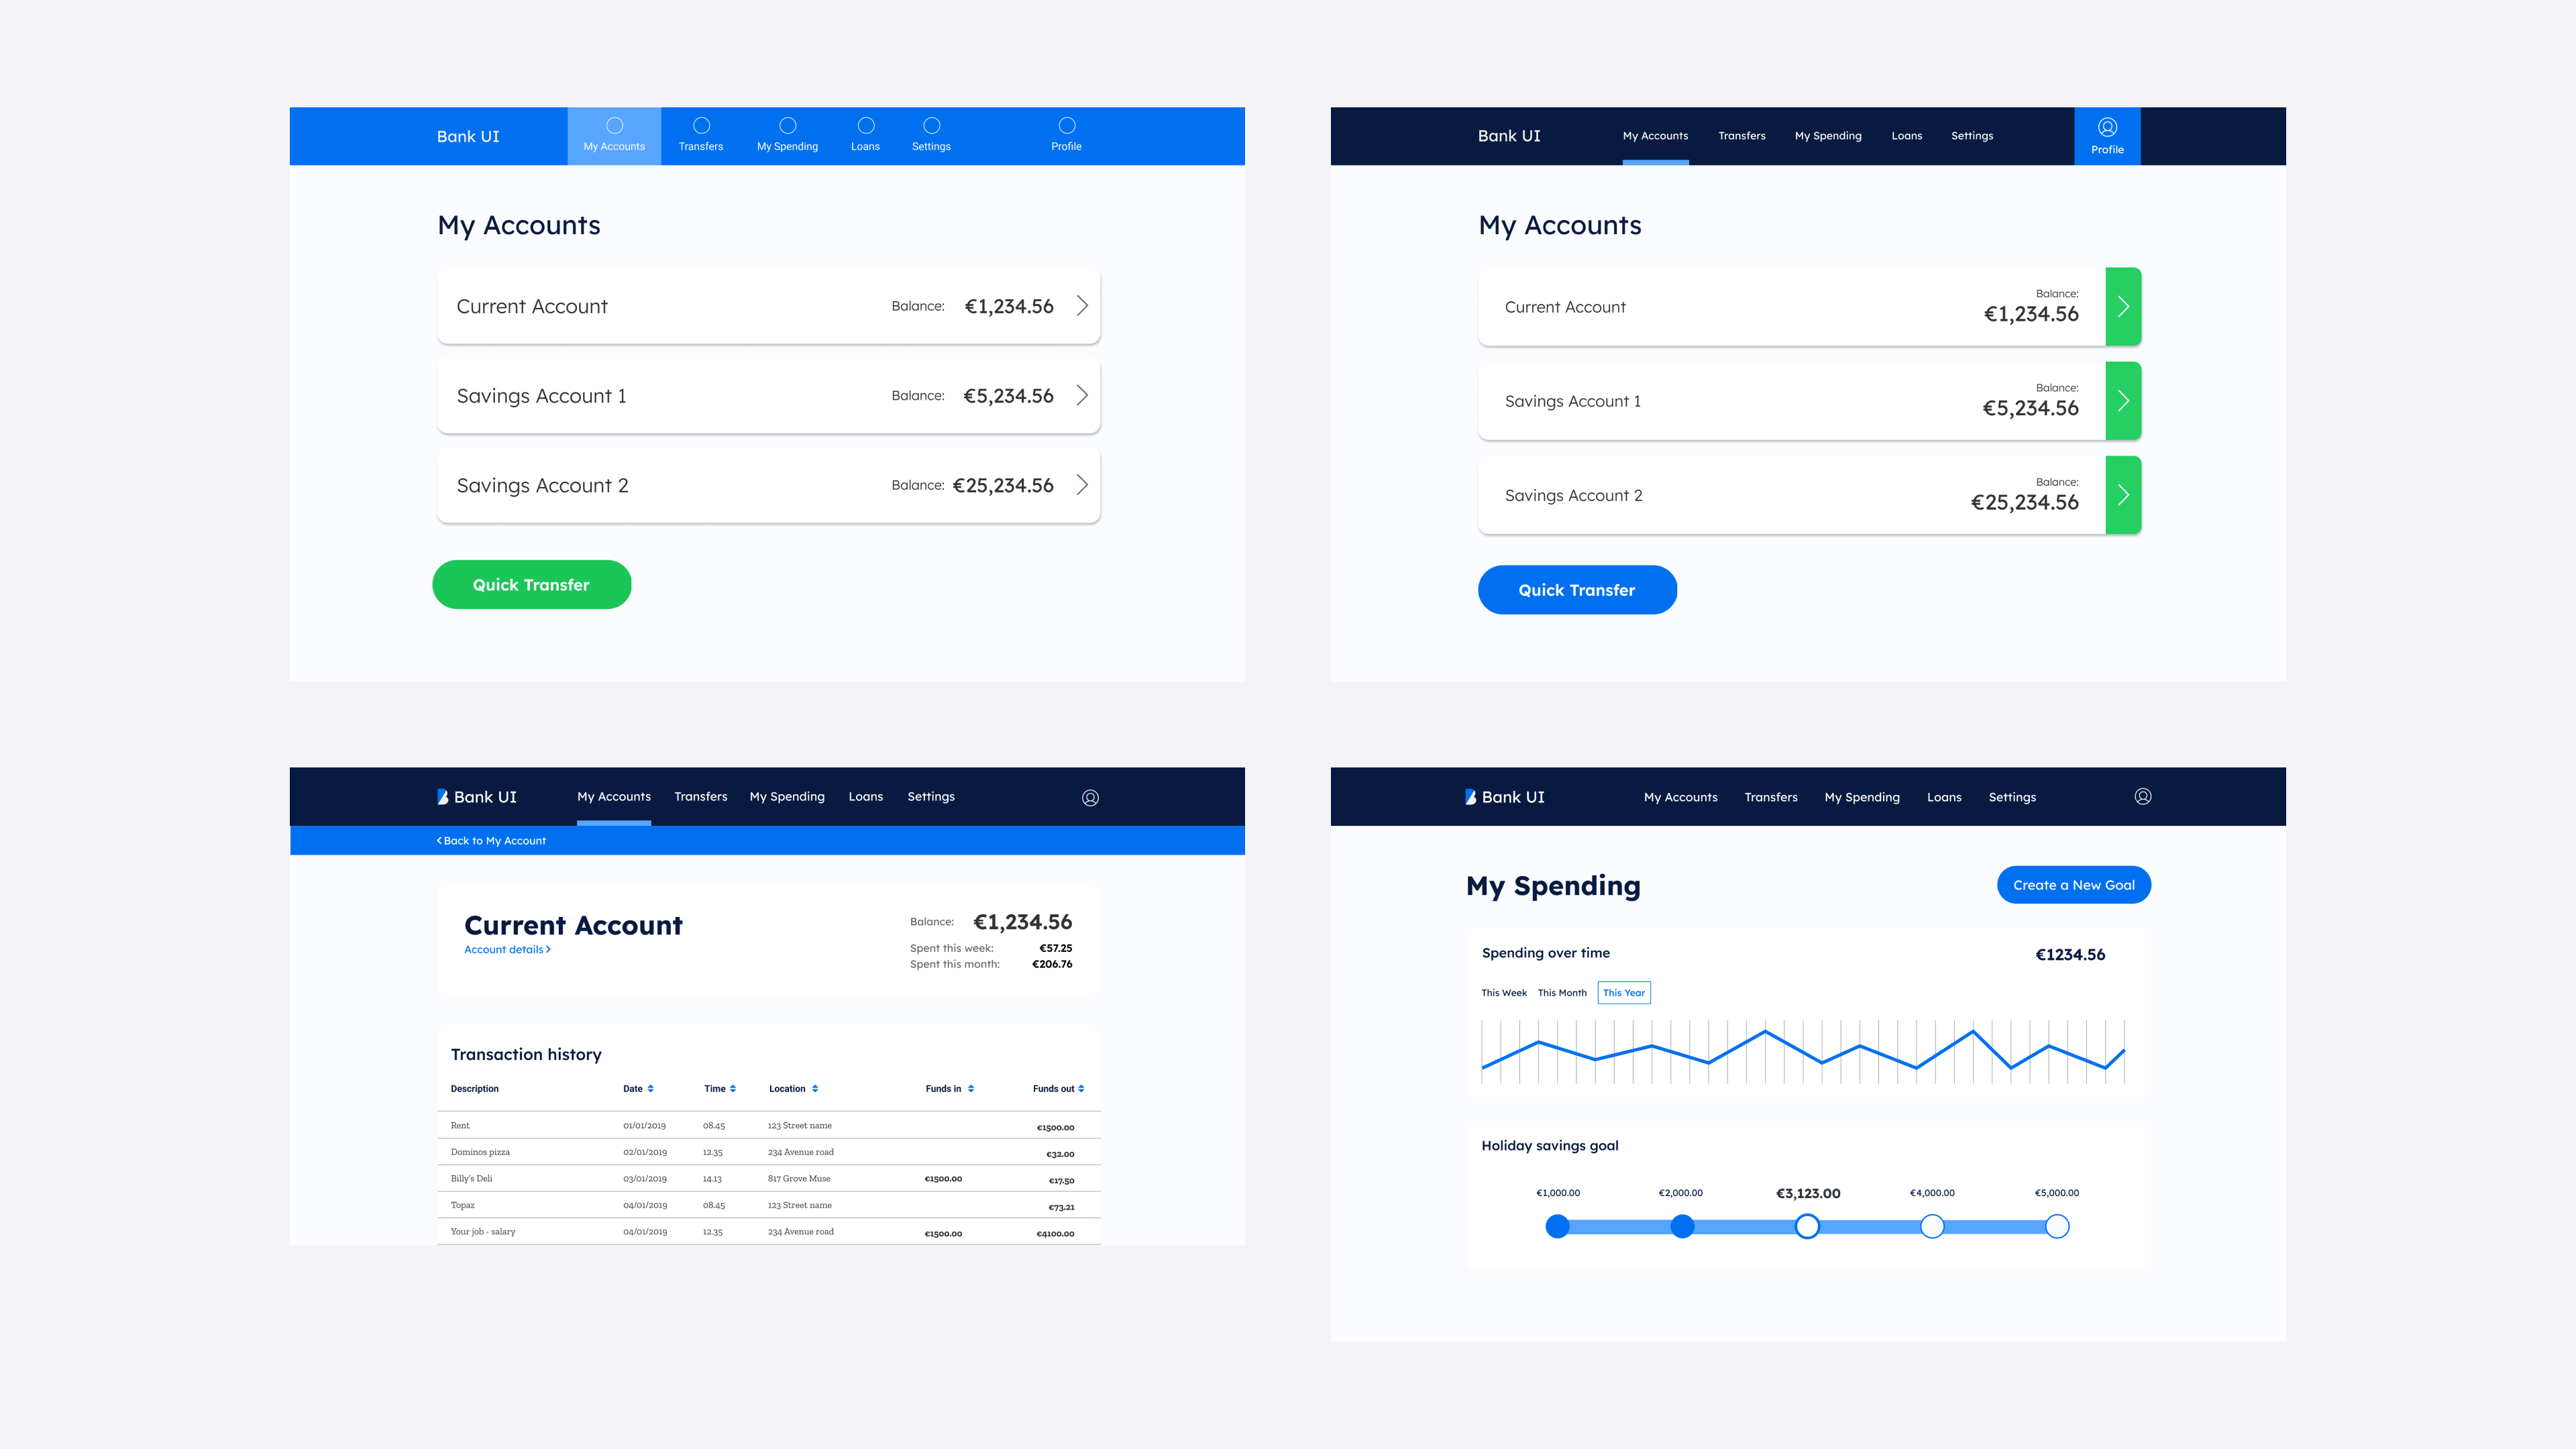 Bank UI
My Accounts Transfers My Spending Loans Settings Profile
My Accounts
Current Account Balance: €1,234.56
Savings Account 1 Balance: €5,234.56
Savings Account 2 Balance: €25,234.56
Quick Transfer
Bank UI
My Accounts Transfers My Spending Loans Settings Profile
My Accounts
Current Account Balance: €1,234.56
Savings Account 1 Balance: €5,234.56
Savings Account 2 Balance: €25,234.56
Quick Transfer
Bank UI My Accounts Transfers My Spending Loans Settings
Back to My Account
Current Account Balance: €1,234.56
Account details Spent this week: €57.25
Spent this month: €206.76
Transaction history
Description Date Time Location Funds in Funds out
Rent 01/01/2019 08.45 123 Street name €1500.00
Dominos pizza 02/01/2019 12.35 234 Avenue road €32.00
Billy's Deli 03/01/2019 14.13 817 Grove Muse €1500.00 €17.50
Topaz 04/01/2019 08.45 123 Street name €73.21
Your job - salary 04/01/2019 12.35 234 Avenue road €1500.00 €4100.00
Bank UI My Accounts Transfers My Spending Loans Settings
My Spending Create a New Goal
Spending over time €1234.56
This Week This Month This Year
Holiday savings goal
€1,000.00 €2,000.00 €3,123.00 €4,000.00 €5,000.00